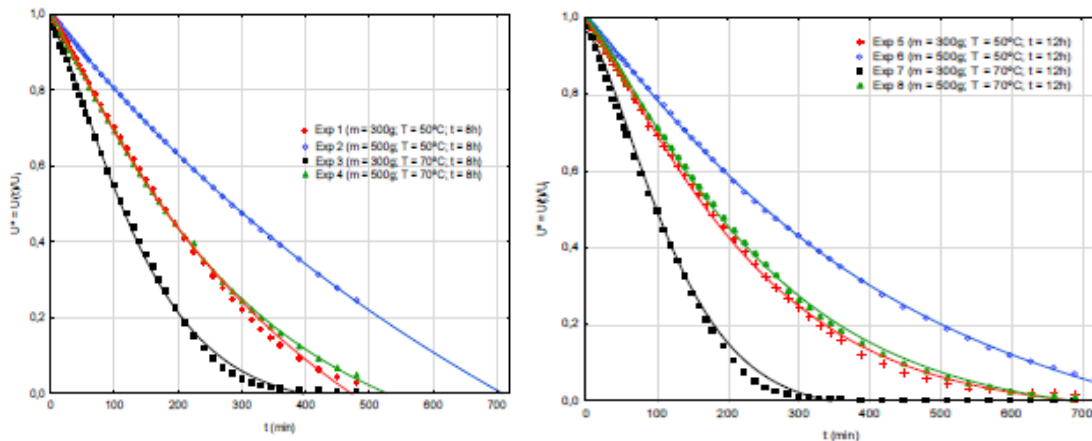 1,0
0,8
0,6
0,4
0,2
0,0
U* = U(t)/Ui
Exp 1 (m = 300g; T = 50ºC; t = 8h)
Exp 2 (m = 500g; T = 50ºC; t = 8h)
Exp 3 (m = 300g; T = 70ºC; t = 8h)
Exp 4 (m = 500g; T = 70ºC; t = 8h)
0 100 200 300 400 500 600 700
t (min)
1,0
0,8
0,6
0,4
0,2
0,0
U* = U(t)/Ui
Exp 5 (m = 300g; T = 50ºC; t = 12h)
Exp 6 (m = 500g; T = 50ºC; t = 12h)
Exp 7 (m = 300g; T = 70ºC; t = 12h)
Exp 8 (m = 500g; T = 70ºC; t = 12h)
0 100 200 300 400 500 600 700
t (min)